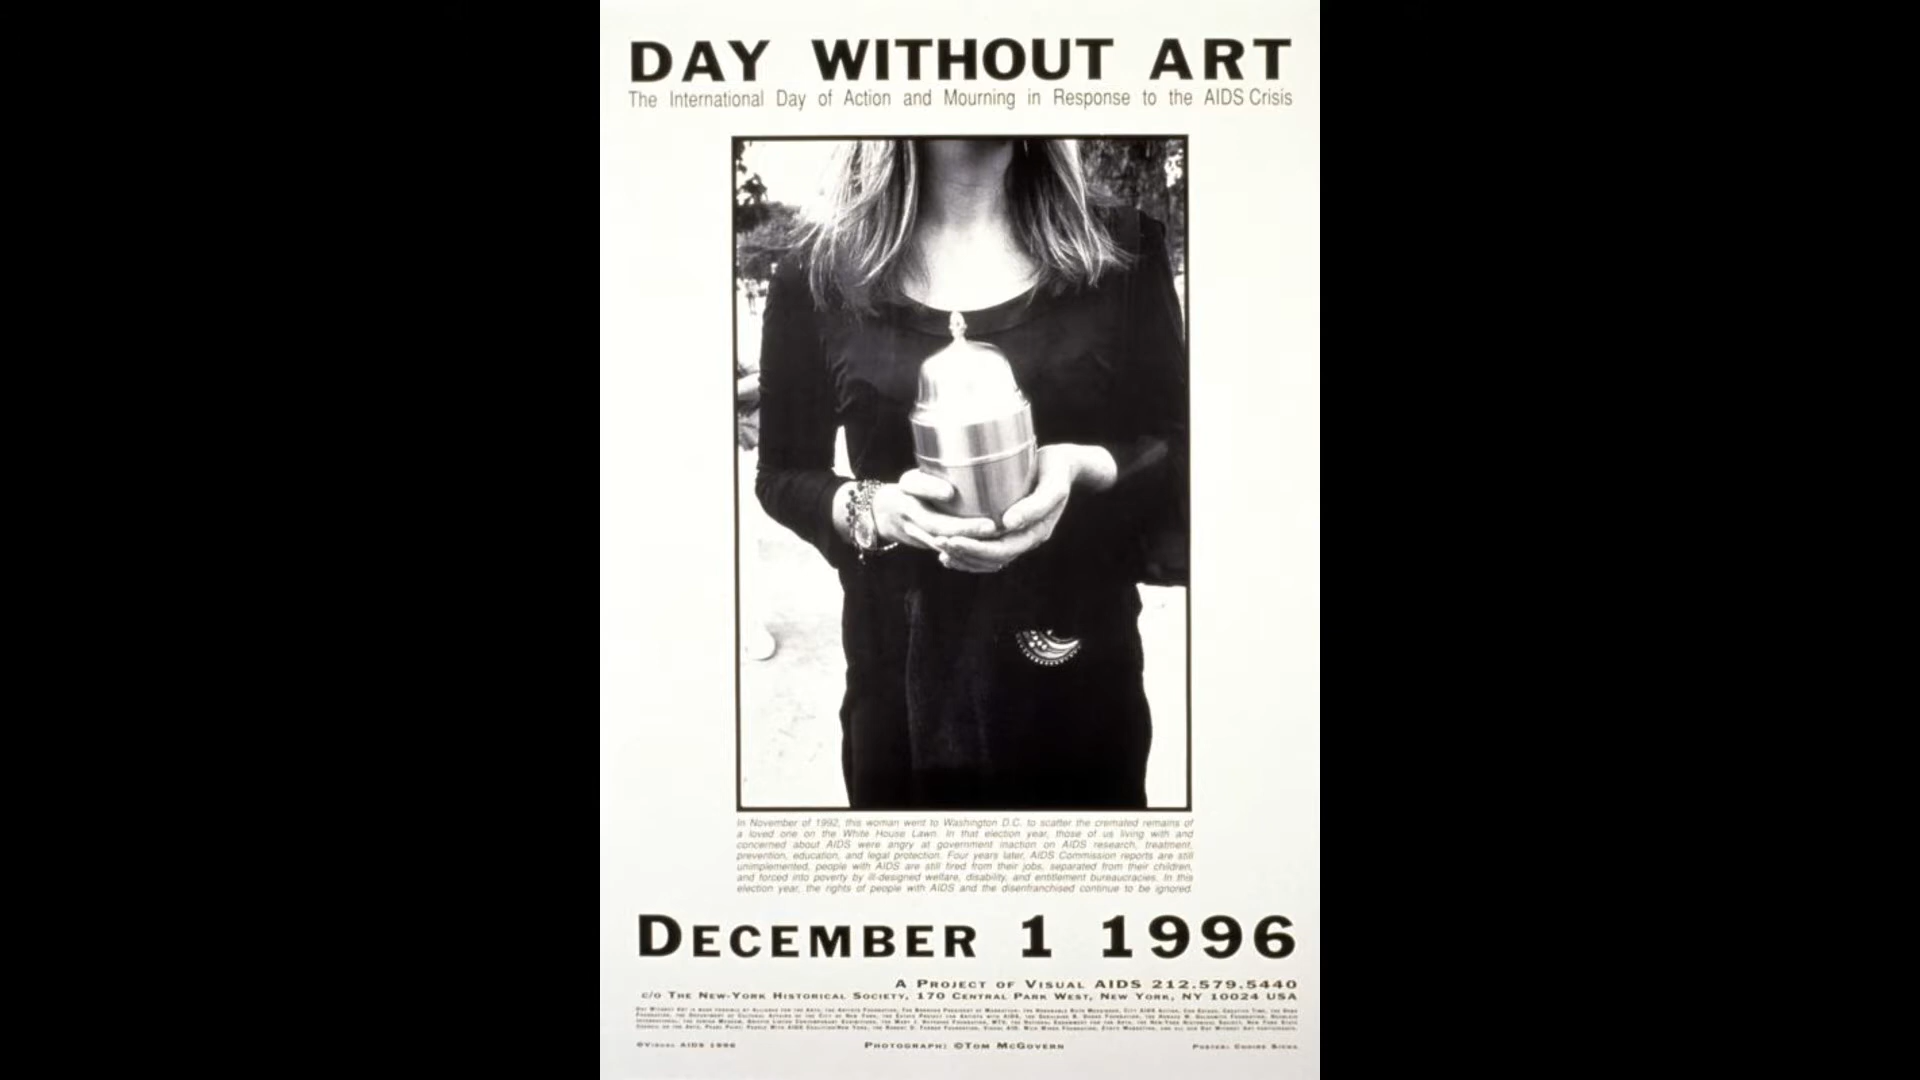 DAY WITHOUT ART
The International Day of Action and Mourning in Response to the AIDS Crisis
In November of 1992, this woman went to Washington D.C. to scatter the cremated remains of
a loved one on the White House Lawn. In that election year, those of us living with and
concerned about AIDS were angry at government inaction on AIDS research, treatment,
prevention, education, and legal protection. Four years later, AIDS Commission reports are still
unimplemented, people with AIDS are still fired from their jobs, separated from their children,
and forced into poverty by ill-designed welfare, disability, and entitlement bureaucracies. In this
election year, the rights of people with AIDS and the disenfranchised continue to be ignored.
DECEMBER 1 1996
A PROJECT OF VISUAL AIDS 212.579.5440
C/O THE NEW-YORK HISTORICAL SOCIETY, 170 CENTRAL PARK WEST, NEW YORK, NY 10024 USA
©VISUAL AIDS 1996
PHOTOGRAPH: ©TOM MCGOVERN
POSTER: